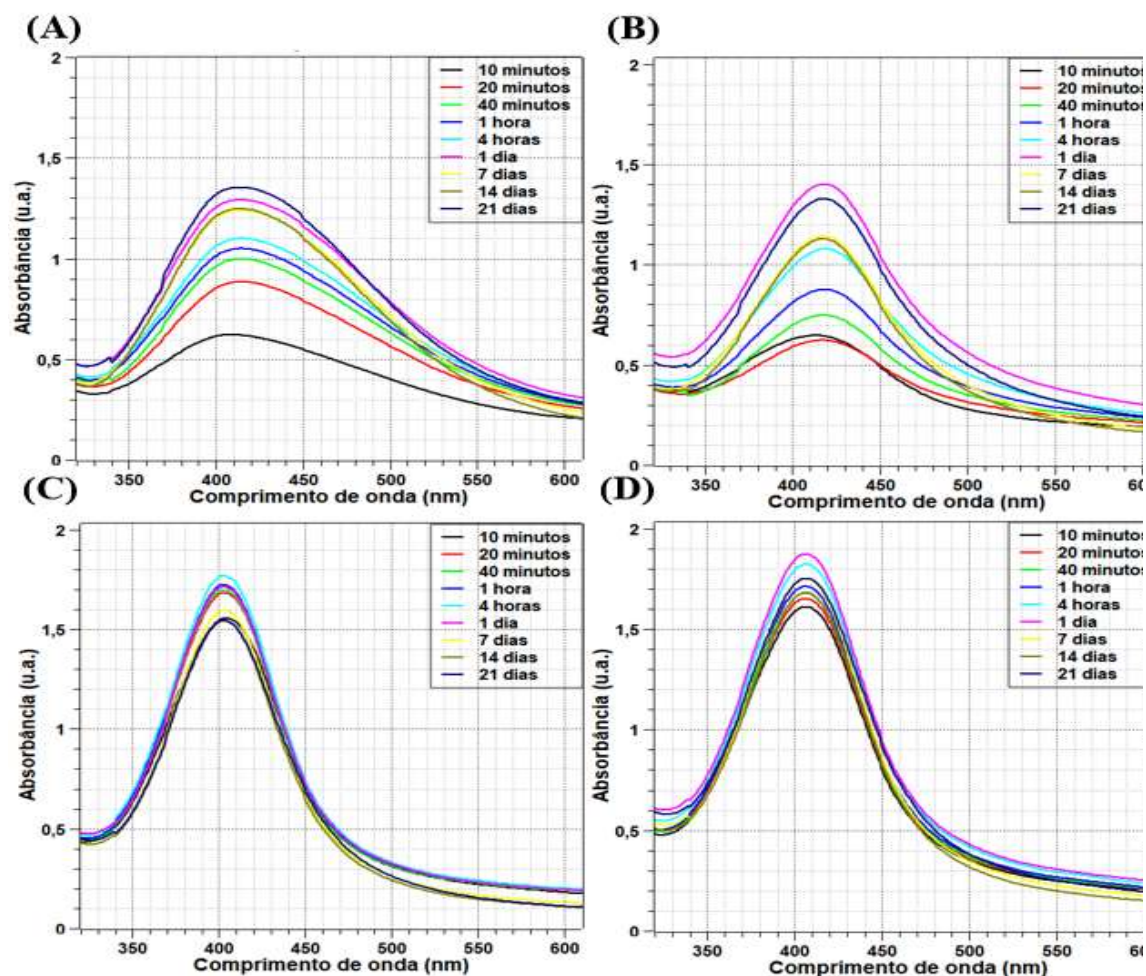 (A)
2
1,5
1
0,5
0
350 400 450 500 550 600
Absorbância (u.a.)
Comprimento de onda (nm)
10 minutos
20 minutos
40 minutos
1 hora
4 horas
1 dia
7 dias
14 dias
21 dias
(B)
2
1,5
1
0,5
0
350 400 450 500 550 600
Absorbância (u.a.)
Comprimento de onda (nm)
10 minutos
20 minutos
40 minutos
1 hora
4 horas
1 dia
7 dias
14 dias
21 dias
(C)
2
1,5
1
0,5
0
350 400 450 500 550 600
Absorbância (u.a.)
Comprimento de onda (nm)
10 minutos
20 minutos
40 minutos
1 hora
4 horas
1 dia
7 dias
14 dias
21 dias
(D)
2
1,5
1
0,5
0
350 400 450 500 550 600
Absorbância (u.a.)
Comprimento de onda (nm)
10 minutos
20 minutos
40 minutos
1 hora
4 horas
1 dia
7 dias
14 dias
21 dias